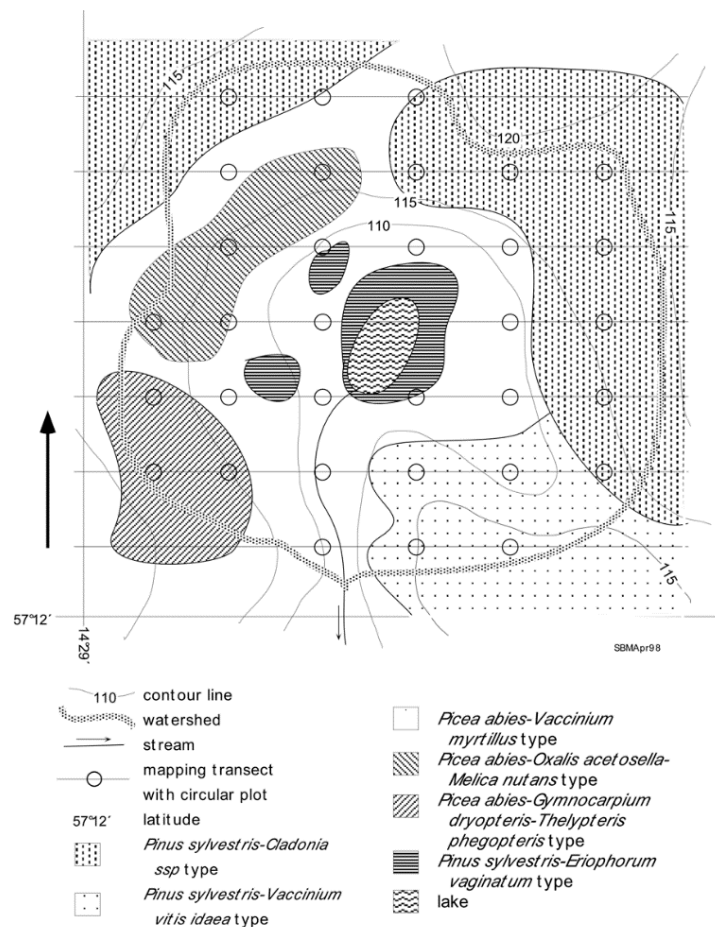 115
120
115
110
115
115
57°12´
14°29´
SBMApr98
110 contour line
watershed
stream
mapping transect
with circular plot
57°12´ latitude
Pinus sylvestris-Cladonia
ssp type
Pinus sylvestris-Vaccinium
vitis idaea type
Picea abies-Vaccinium
myrtillus type
Picea abies-Oxalis acetosella-
Melica nutans type
Picea abies-Gymnocarpium
dryopteris-Thelypteris
phegopteris type
Pinus sylvestris-Eriophorum
vaginatum type
lake